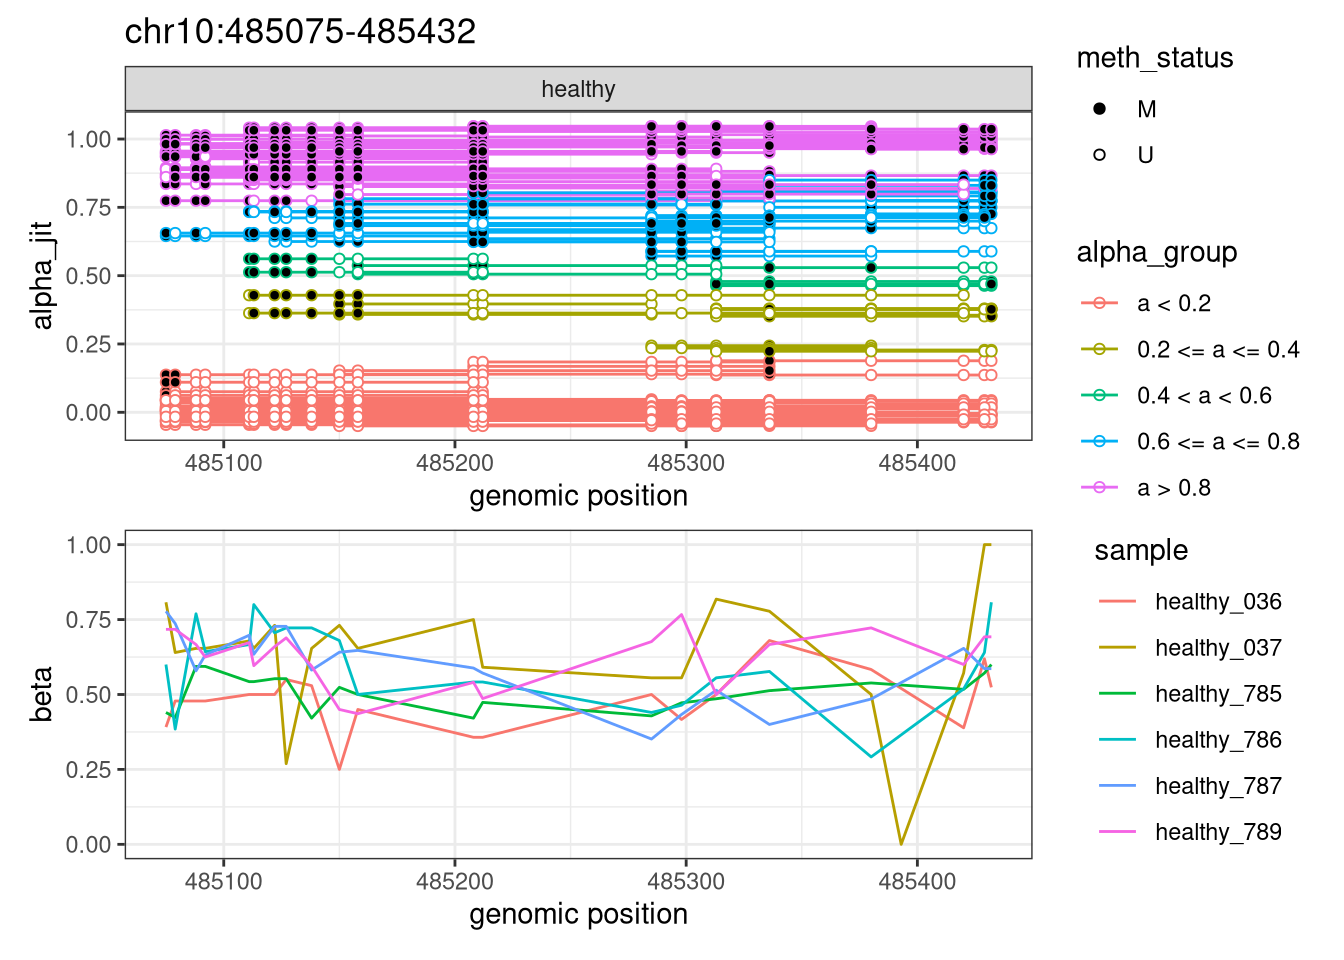 chr10:485075-485432
healthy
1.00
0.75
0.50
0.25
0.00
alpha_jit
485100 485200 485300 485400
genomic position
meth_status
M
U
alpha_group
a < 0.2
0.2 <= a <= 0.4
0.4 < a < 0.6
0.6 <= a <= 0.8
a > 0.8
1.00
0.75
0.50
0.25
0.00
beta
485100 485200 485300 485400
genomic position
sample
healthy_036
healthy_037
healthy_785
healthy_786
healthy_787
healthy_789